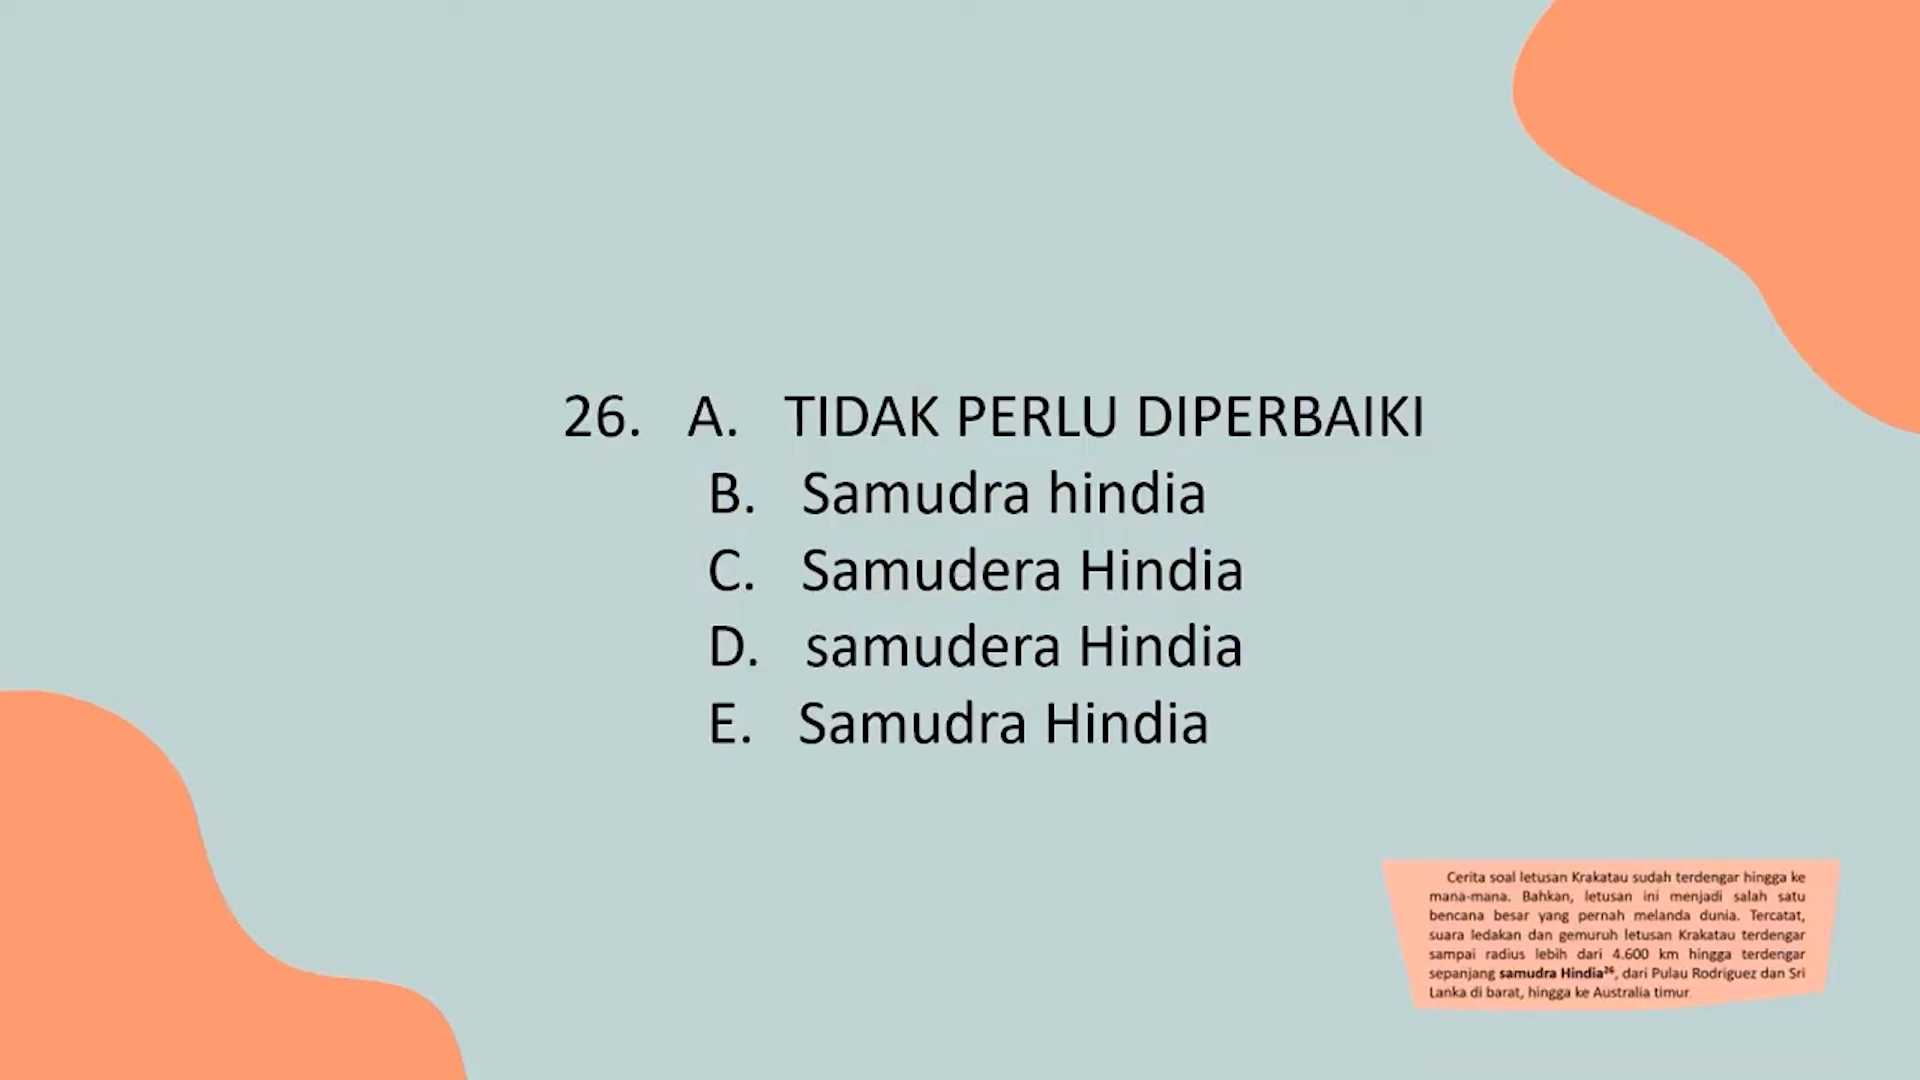 26. A. TIDAK PERLU DIPERBAIKI
B. Samudra hindia
C. Samudera Hindia
D. samudera Hindia
E. Samudra Hindia
Cerita soal letusan Krakatau sudah terdengar hingga ke
mana-mana. Bahkan, letusan ini menjadi salah satu
bencana besar yang pernah melanda dunia. Tercatat,
suara ledakan dan gemuruh letusan Krakatau terdengar
sampai radius lebih dari 4.600 km hingga terdengar
sepanjang samudra Hindia²⁶, dari Pulau Rodriguez dan Sri
Lanka di barat, hingga ke Australia timur.